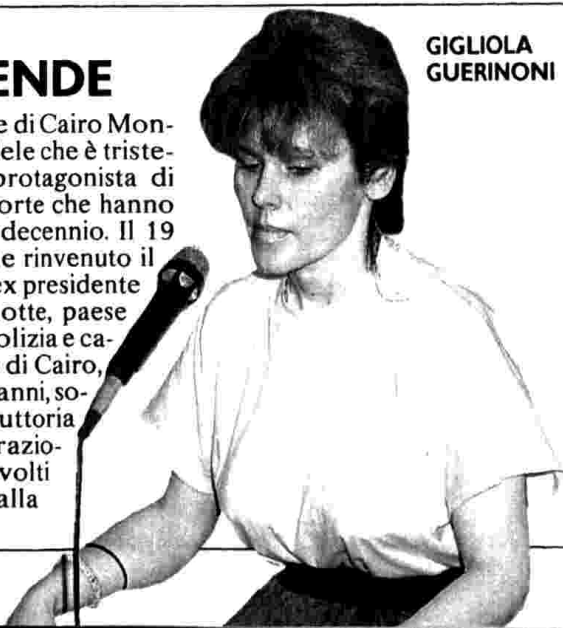 ENDE
GIGLIOLA
GUERINONI
e di Cairo Mon-
ele che è triste-
protagonista di
orte che hanno
decennio. Il 19
e rinvenuto il
ex presidente
otte, paese
olizia e ca-
di Cairo,
anni, so-
uttoria
razio-
volti
alla